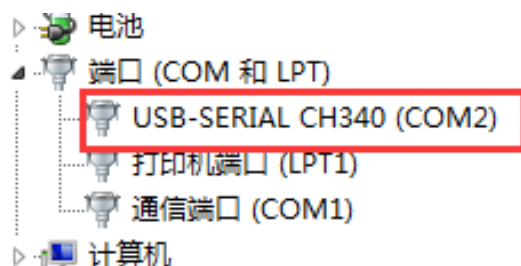 电池
端口 (COM 和 LPT)
USB-SERIAL CH340 (COM2)
打印机端口 (LPT1)
通信端口 (COM1)
计算机